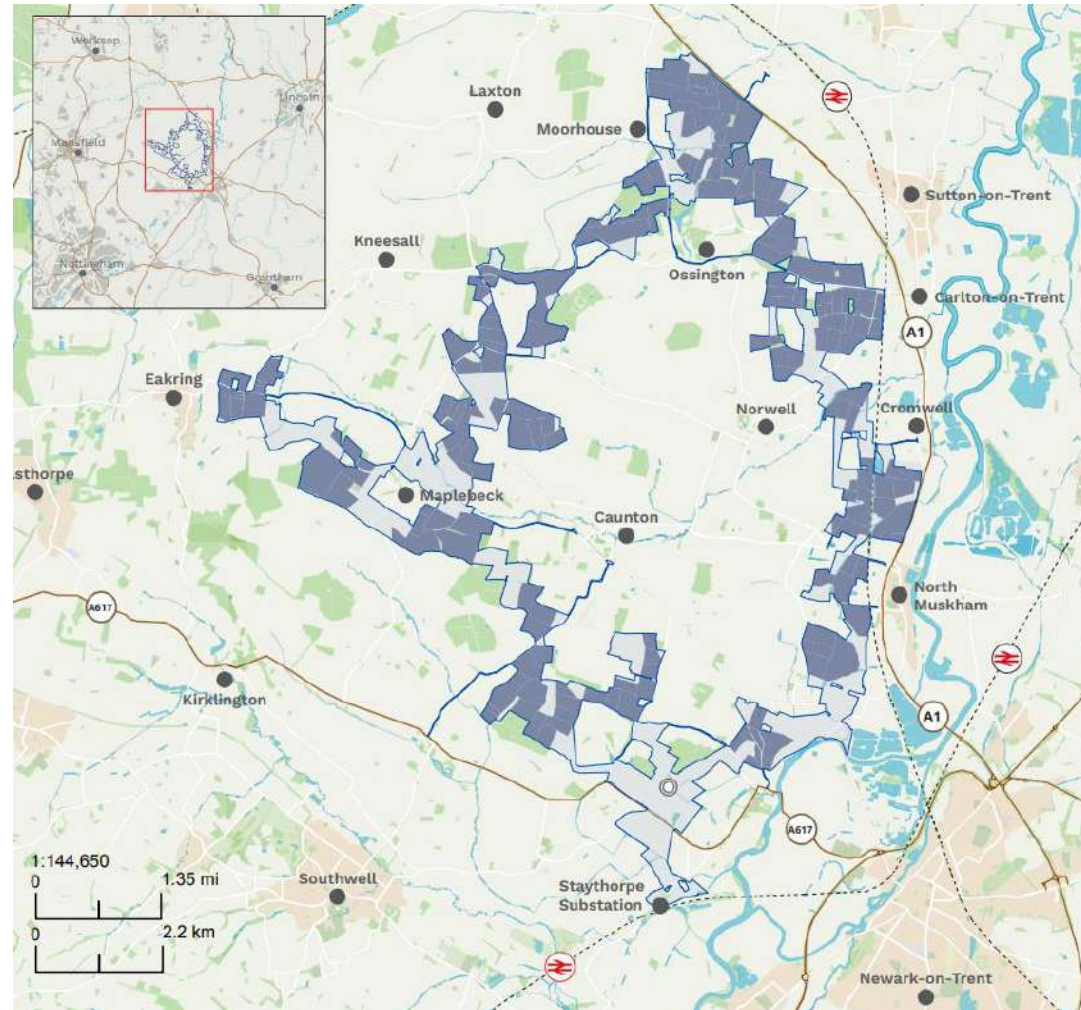 Worksop
Lincoln
Mansfield
Nottingham
Grantham
Laxton
Moorhouse
Sutton-on-Trent
Kneesall
Ossington
Carlton-on-Trent
A1
Eakring
Norwell
Cromwell
sthorpe
Maplebeck
Caunton
North
Muskham
A617
Kirklington
A1
A617
1:144,650
0
1.35 mi
0
2.2 km
Southwell
Staythorpe
Substation
Newark-on-Trent